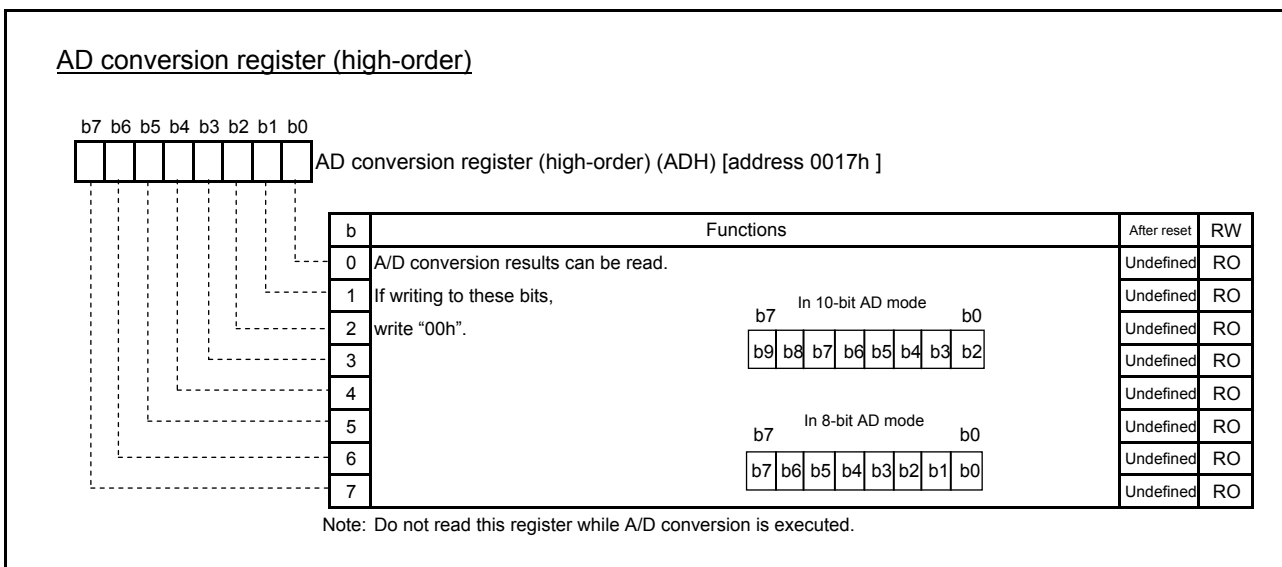 AD conversion register (high-order)
b7 b6 b5 b4 b3 b2 b1 b0
AD conversion register (high-order) (ADH) [address 0017h ]
b Functions After reset RW
0 A/D conversion results can be read. Undefined RO
1 If writing to these bits, Undefined RO
2 write “00h”. Undefined RO
3 Undefined RO
4 Undefined RO
5 Undefined RO
6 Undefined RO
7 Undefined RO
In 10-bit AD mode
b7 b0
b9 b8 b7 b6 b5 b4 b3 b2
In 8-bit AD mode
b7 b0
b7 b6 b5 b4 b3 b2 b1 b0
Note: Do not read this register while A/D conversion is executed.